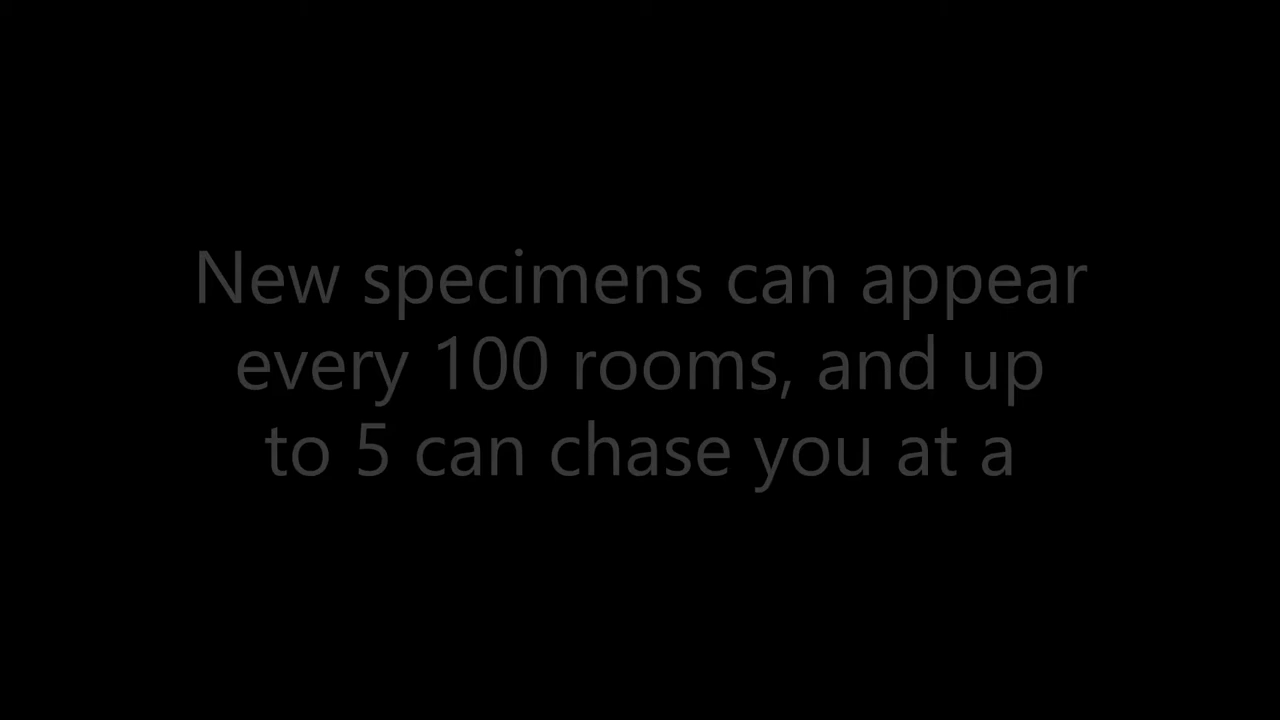 New specimens can appear
every 100 rooms, and up
to 5 can chase you at a